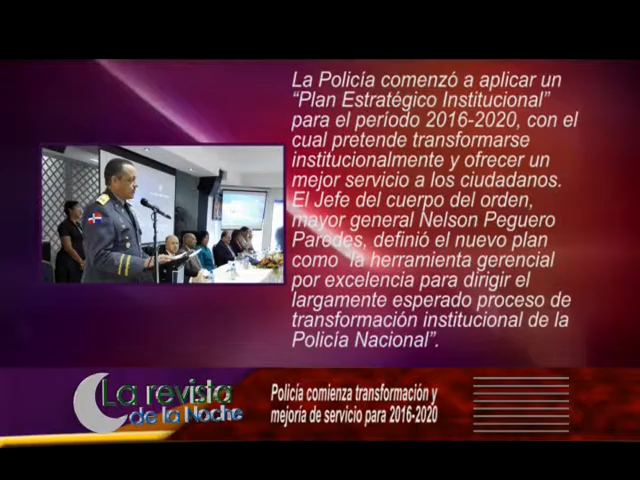 La Policía comenzó a aplicar un
“Plan Estratégico Institucional”
para el período 2016-2020, con el
cual pretende transformarse
institucionalmente y ofrecer un
mejor servicio a los ciudadanos.
El Jefe del cuerpo del orden,
mayor general Nelson Peguero
Paredes, definió el nuevo plan
como "la herramienta gerencial
por excelencia para dirigir el
largamente esperado proceso de
transformación institucional de la
Policía Nacional”.
La revista
de la Noche
Policía comienza transformación y
mejoría de servicio para 2016-2020